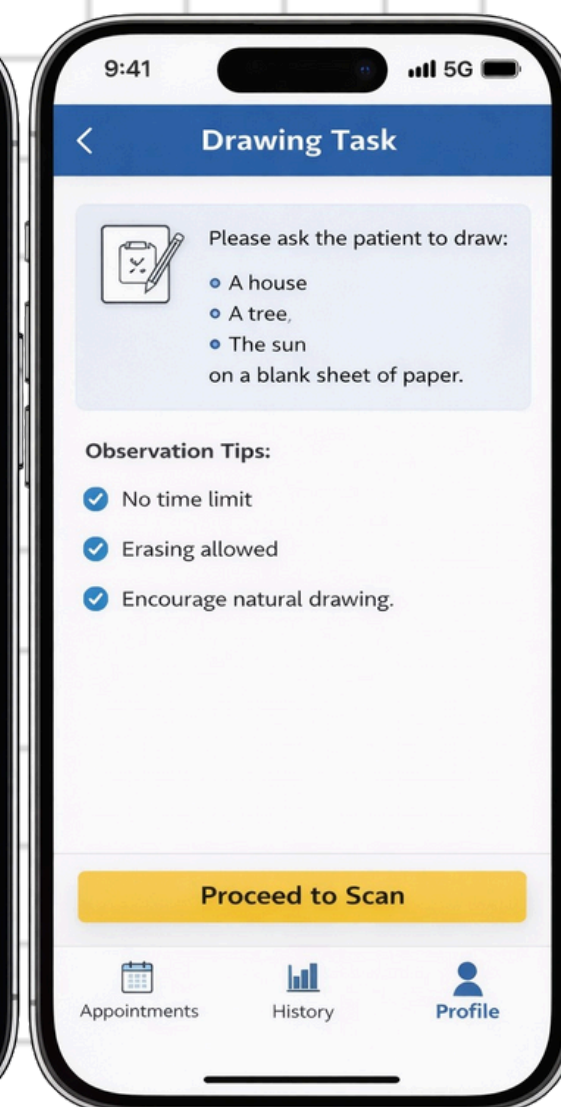 9:41
5G
Drawing Task
Please ask the patient to draw:
A house
A tree,
The sun
on a blank sheet of paper.
Observation Tips:
No time limit
Erasing allowed
Encourage natural drawing.
Proceed to Scan
Appointments History Profile